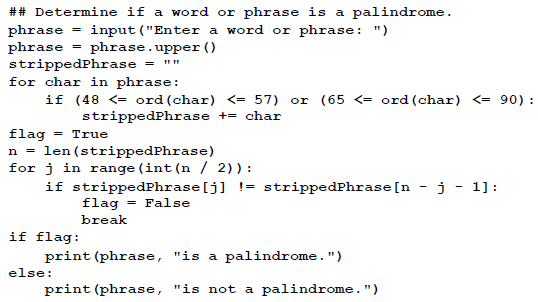 ## Determine if a word or phrase is a palindrome.
phrase = input("Enter a word or phrase: ")
phrase = phrase.upper()
strippedPhrase = ""
for char in phrase:
    if (48 <= ord(char) <= 57) or (65 <= ord(char) <= 90):
        strippedPhrase += char
flag = True
n = len(strippedPhrase)
for j in range(int(n / 2)):
    if strippedPhrase[j] != strippedPhrase[n - j - 1]:
        flag = False
        break
if flag:
    print(phrase, "is a palindrome.")
else:
    print(phrase, "is not a palindrome.")